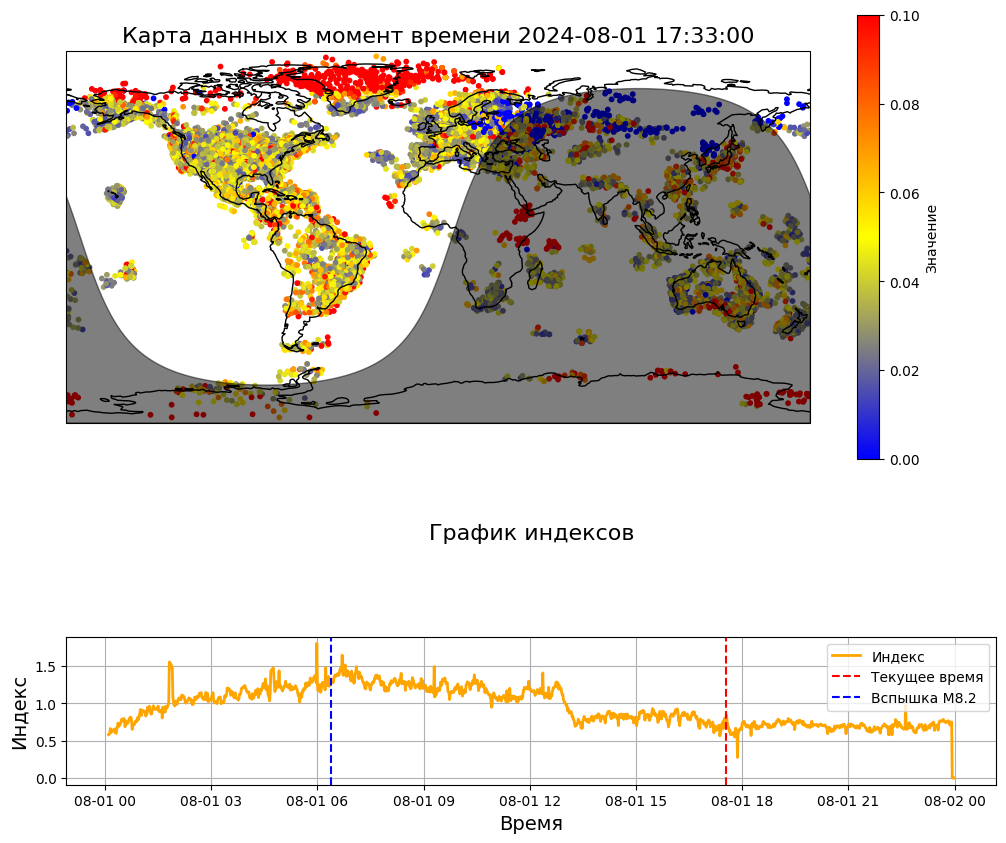 Карта данных в момент времени 2024-08-01 17:33:00
0.10
0.08
0.06
0.04
0.02
0.00
Значение
График индексов
Индекс
1.5
1.0
0.5
0.0
Индекс
Текущее время
Вспышка M8.2
08-01 00 08-01 03 08-01 06 08-01 09 08-01 12 08-01 15 08-01 18 08-01 21 08-02 00
Время